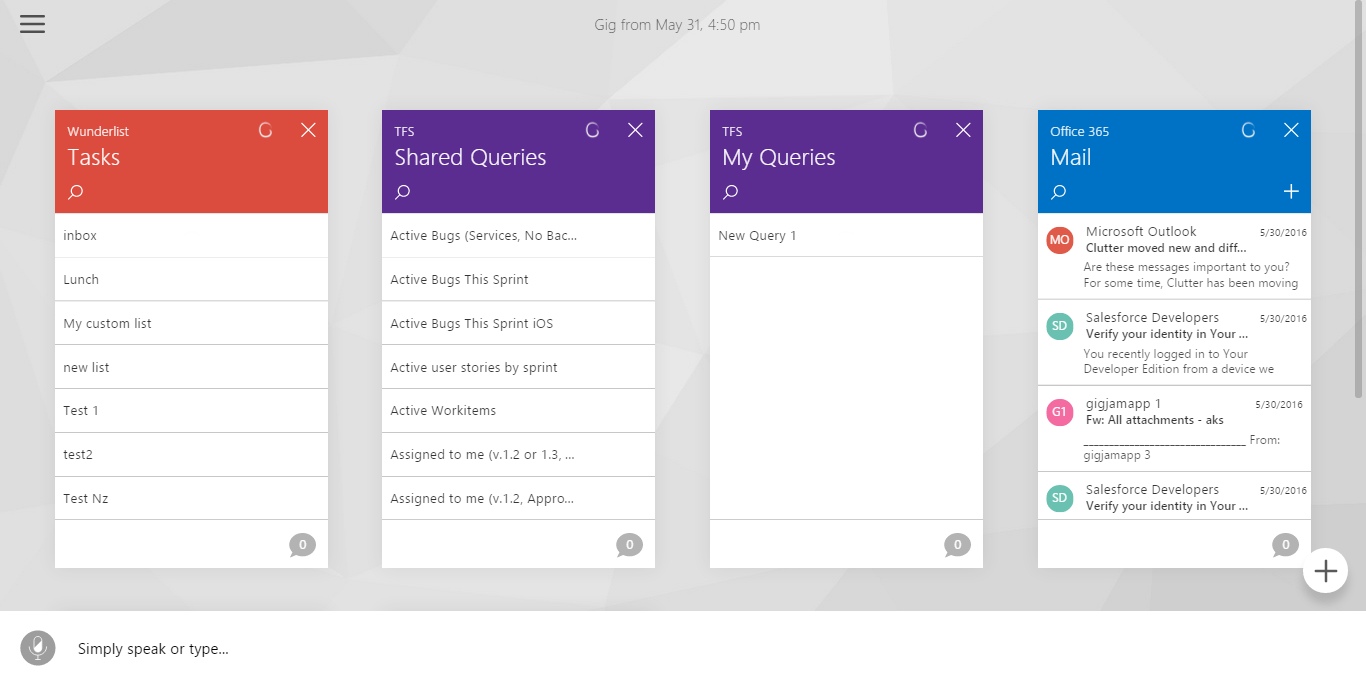 Gig from May 31, 4:50 pm
Wunderlist
Tasks
inbox
Lunch
My custom list
new list
Test 1
test2
Test Nz
0
TFS
Shared Queries
Active Bugs (Services, No Bac...
Active Bugs This Sprint
Active Bugs This Sprint iOS
Active user stories by sprint
Active Workitems
Assigned to me (v.1.2 or 1.3, ...
Assigned to me (v.1.2, Appro...
0
TFS
My Queries
New Query 1
0
Office 365
Mail
MO
Microsoft Outlook 5/30/2016
Clutter moved new and diff...
Are these messages important to you?
For some time, Clutter has been moving
SD
Salesforce Developers 5/30/2016
Verify your identity in Your ...
You recently logged in to Your
Developer Edition from a device we
G1
gigjamapp 1 5/30/2016
Fw: All attachments - aks
________________________________ From:
gigjamapp 3
SD
Salesforce Developers 5/30/2016
Verify your identity in Your ...
0
Simply speak or type...